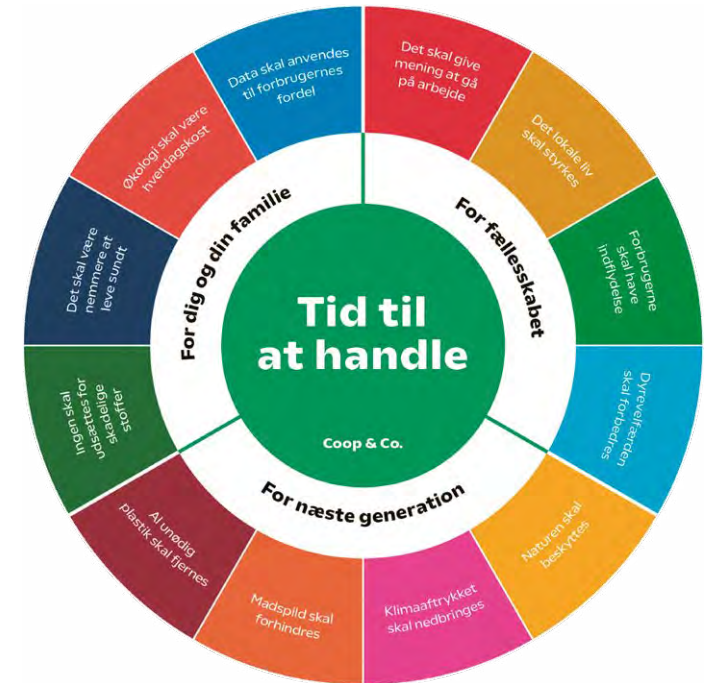 Tid til
at handle
Coop & Co.
For fællesskabet
Det skal give
mening at gå
på arbejde
Det lokale liv
skal styrkes
Forbrugerne
skal have
indflydelse
Dyrevelfærden
skal forbedres
For næste generation
Naturen skal
beskyttes
Klimaaftrykket
skal nedbringes
Madspild skal
forhindres
Al unødig
plastik skal fjernes
For dig og din familie
Ingen skal
udsættes for
skadelige
stoffer
Det skal være
nemmere at
leve sundt
Økologi skal være
hverdagskost
Data skal anvendes
til forbrugernes
fordel